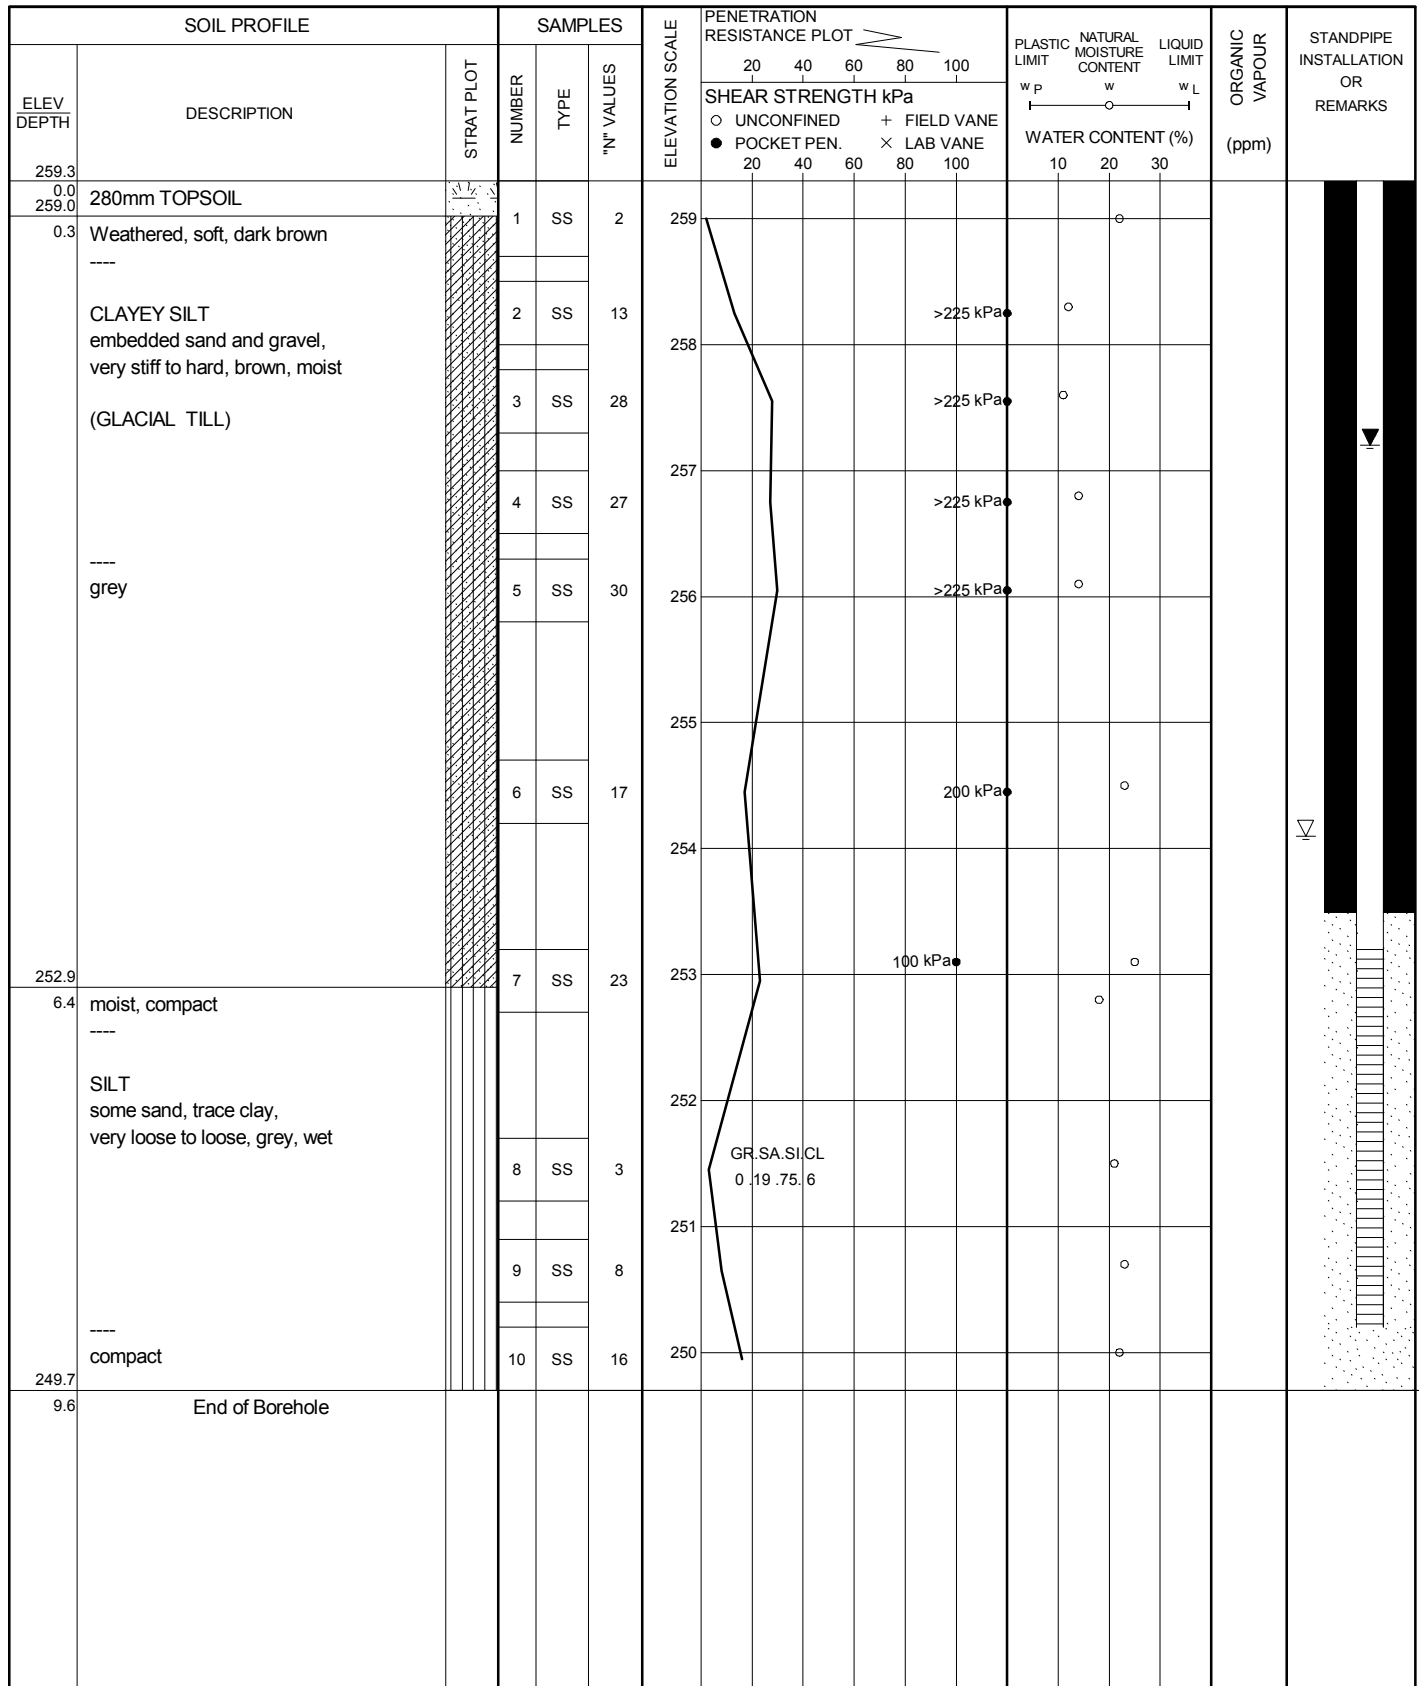 SOIL PROFILE
SAMPLES
ELEVATION SCALE
PENETRATION
RESISTANCE PLOT
20 40 60 80 100
SHEAR STRENGTH kPa
○ UNCONFINED + FIELD VANE
● POCKET PEN. × LAB VANE
20 40 60 80 100
PLASTIC LIMIT
NATURAL MOISTURE CONTENT
LIQUID LIMIT
w P w w L
WATER CONTENT (%)
10 20 30
ORGANIC VAPOUR
(ppm)
STANDPIPE
INSTALLATION
OR
REMARKS
ELEV
DEPTH
DESCRIPTION
STRAT PLOT
NUMBER
TYPE
"N" VALUES
259.3
0.0
280mm TOPSOIL
259.0
0.3
1 SS 2
259
Weathered, soft, dark brown
----
CLAYEY SILT
2 SS 13
>225 kPa
embedded sand and gravel,
258
very stiff to hard, brown, moist
3 SS 28
>225 kPa
(GLACIAL TILL)
257
4 SS 27
>225 kPa
----
grey
5 SS 30
256
>225 kPa
255
6 SS 17
200 kPa
254
100 kPa
252.9
7 SS 23
253
6.4
moist, compact
----
SILT
252
some sand, trace clay,
very loose to loose, grey, wet
GR.SA.SI.CL
8 SS 3
0 .19 .75. 6
251
9 SS 8
----
compact
10 SS 16
250
249.7
9.6
End of Borehole